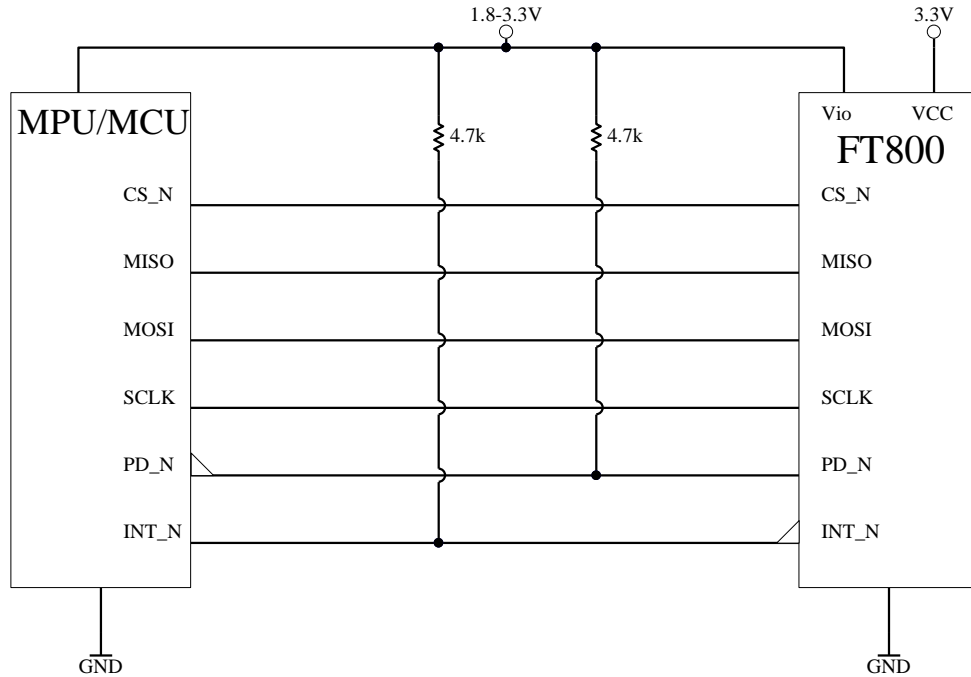 1.8-3.3V
3.3V
MPU/MCU
Vio
VCC
FT800
4.7k
4.7k
CS_N
CS_N
MISO
MISO
MOSI
MOSI
SCLK
SCLK
PD_N
PD_N
INT_N
INT_N
GND
GND